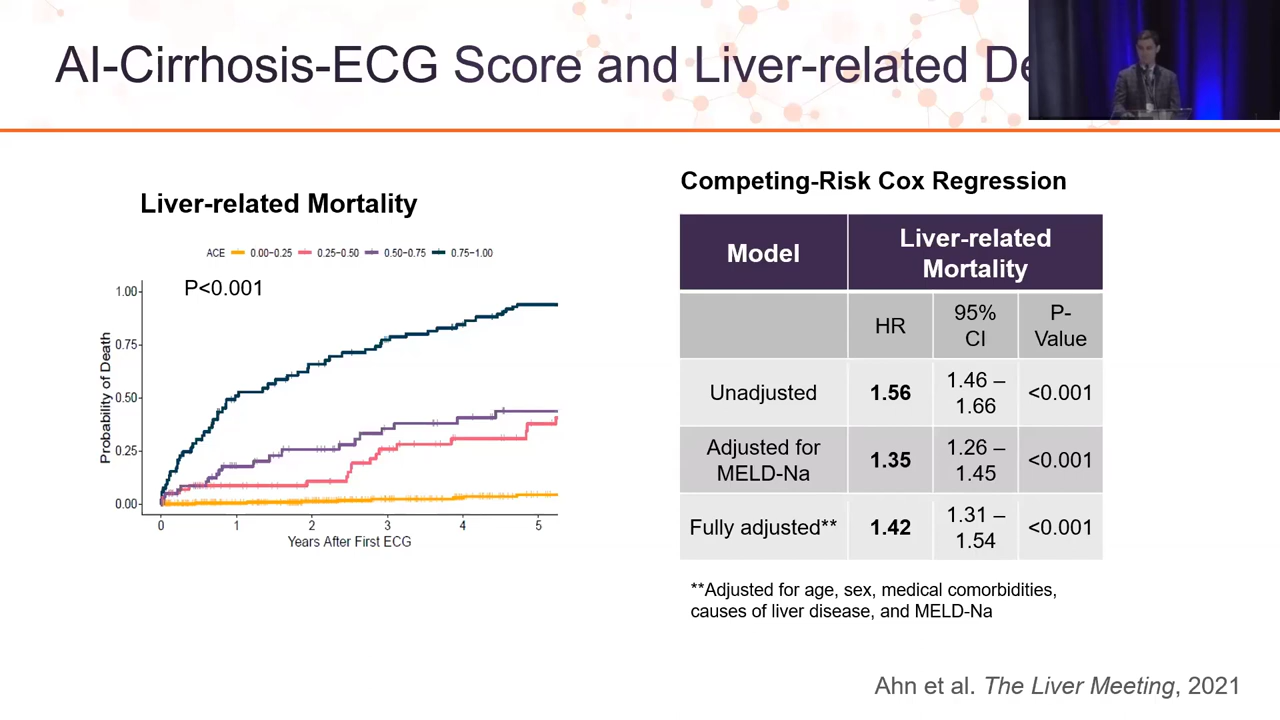 AI-Cirrhosis-ECG Score and Liver-related
Liver-related Mortality
ACE 0.00−0.25 0.25−0.50 0.50−0.75 0.75−1.00
P<0.001
1.00
0.75
0.50
0.25
0.00
Probability of Death
0 1 2 3 4 5
Years After First ECG
Competing-Risk Cox Regression
Model
Liver-related
Mortality
HR
95%
CI
P-
Value
Unadjusted
1.56
1.46 –
1.66
<0.001
Adjusted for
MELD-Na
1.35
1.26 –
1.45
<0.001
Fully adjusted**
1.42
1.31 –
1.54
<0.001
**Adjusted for age, sex, medical comorbidities,
causes of liver disease, and MELD-Na
Ahn et al. The Liver Meeting, 2021